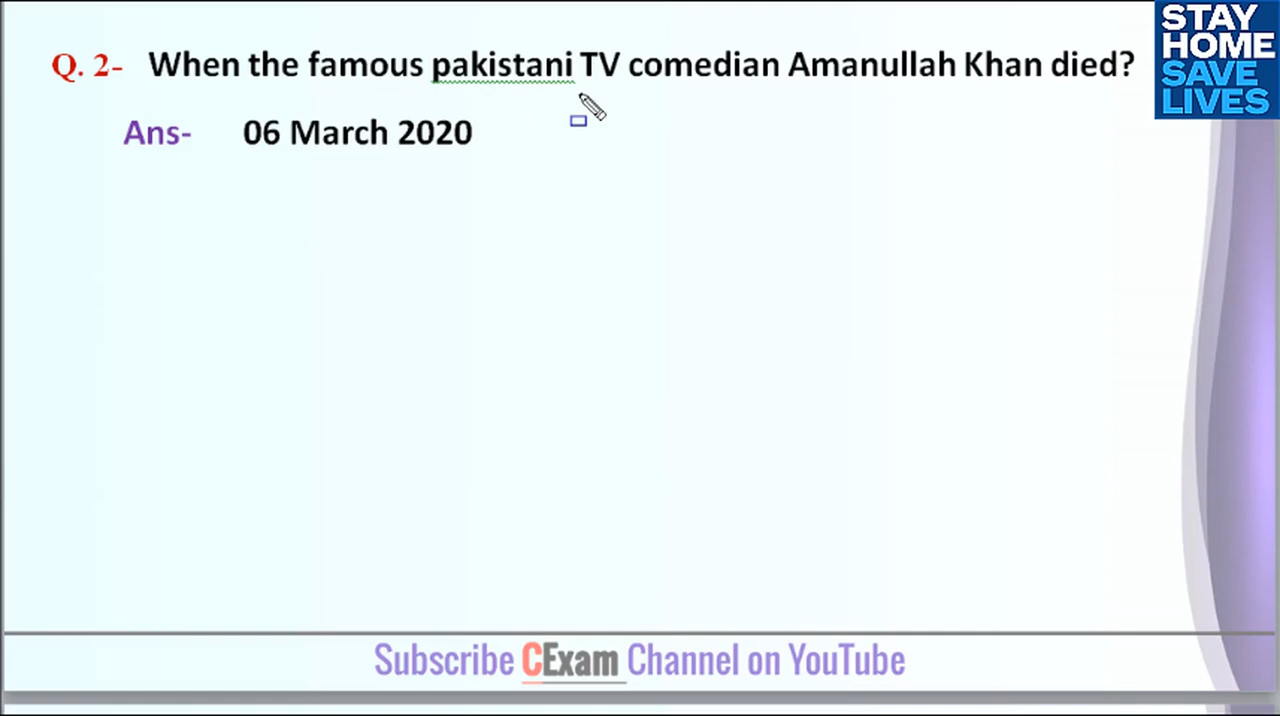 Q. 2- When the famous pakistani TV comedian Amanullah Khan died?
Ans- 06 March 2020
STAY
HOME
SAVE
LIVES
Subscribe CExam Channel on YouTube